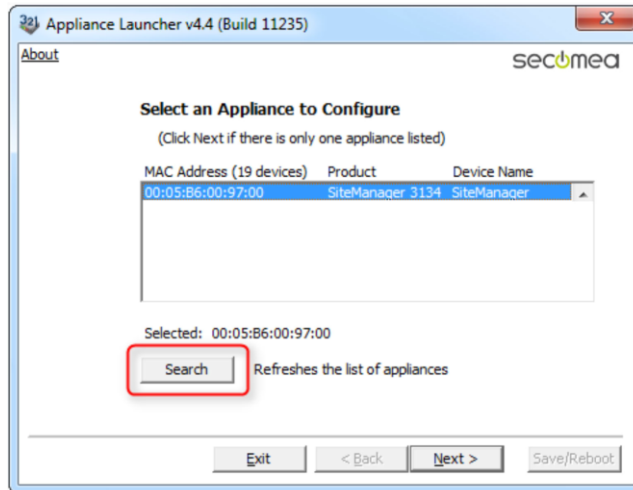 Appliance Launcher v4.4 (Build 11235)
About
secomea
Select an Appliance to Configure
(Click Next if there is only one appliance listed)
MAC Address (19 devices) Product Device Name
00:05:B6:00:97:00 SiteManager 3134 SiteManager
Selected: 00:05:B6:00:97:00
Search Refreshes the list of appliances
Exit < Back Next > Save/Reboot